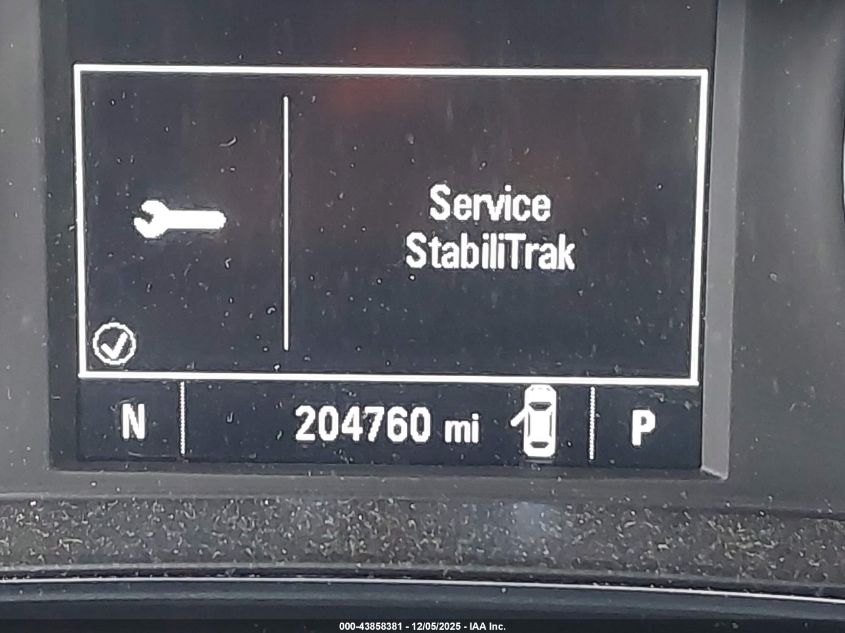 Service
StabiliTrak
N 204760 mi P
000-43858381 - 12/05/2025 - IAA Inc.